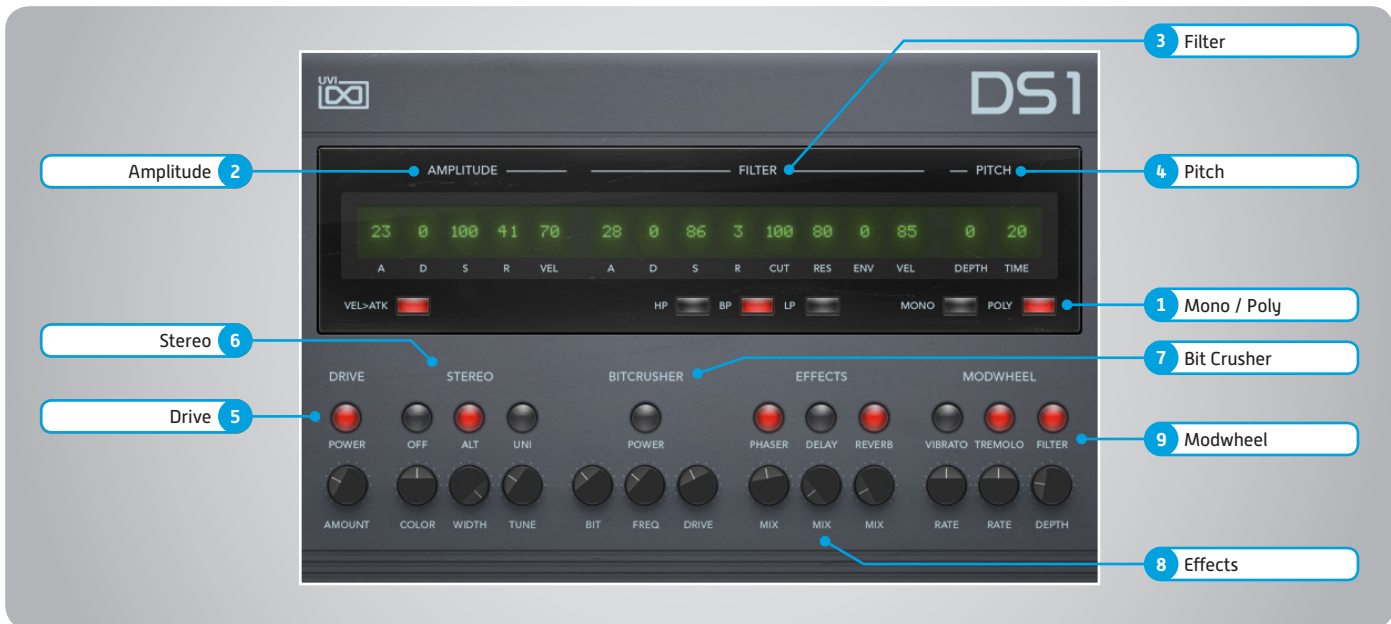 3 Filter
UVI
DS1
Amplitude 2
AMPLITUDE FILTER PITCH
4 Pitch
23 0 100 41 70 28 0 86 3 100 80 0 85 0 20
A D S R VEL A D S R CUT RES ENV VEL DEPTH TIME
VEL>ATK HP BP LP MONO POLY
1 Mono / Poly
Stereo 6
7 Bit Crusher
DRIVE STEREO BITCRUSHER EFFECTS MODWHEEL
Drive 5
POWER OFF ALT UNI POWER PHASER DELAY REVERB VIBRATO TREMOLO FILTER
9 Modwheel
AMOUNT COLOR WIDTH TUNE BIT FREQ DRIVE MIX MIX MIX RATE RATE DEPTH
8 Effects